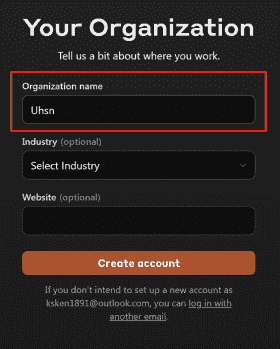 Your Organization
Tell us a bit about where you work.
Organization name
Uhsn
Industry (optional)
Select Industry
Website (optional)
Create account
If you don't intend to set up a new account as
ksken1891@outlook.com, you can log in with
another email.